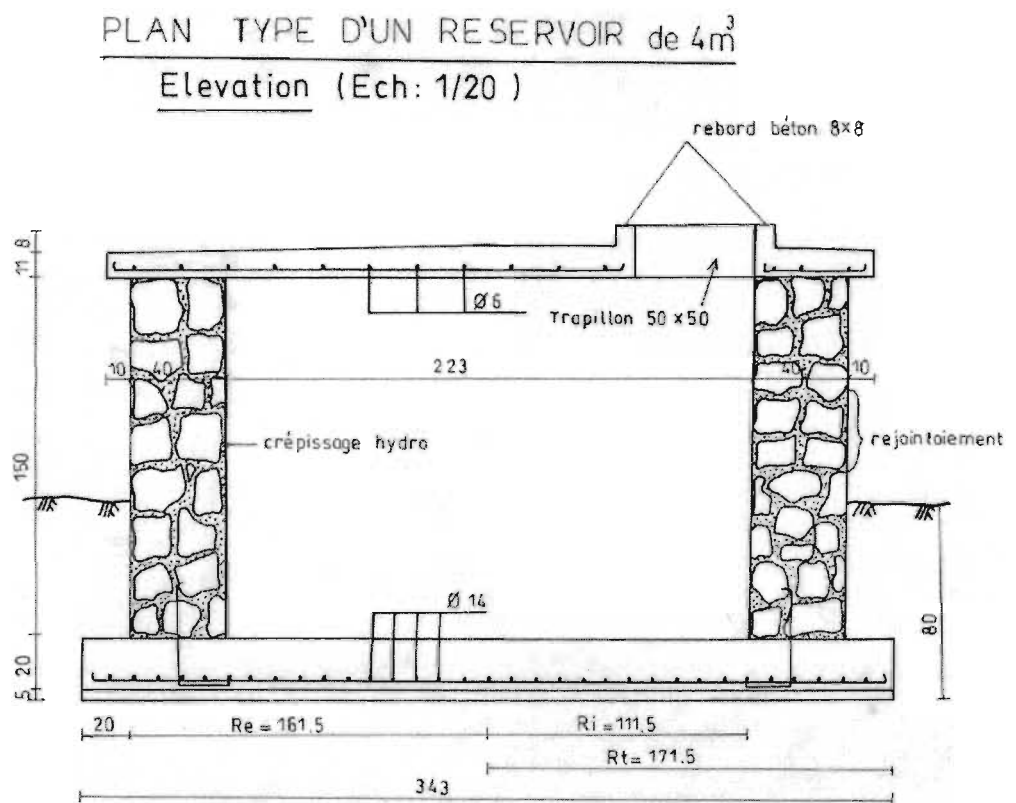 PLAN TYPE D'UN RESERVOIR de 4m³
Elevation (Ech: 1/20)
rebord béton 8×8
8
11
Ø6
Trapillon 50×50
10
40
223
40
10
crépissage hydro
rejointoiement
150
Ø 14
80
20
5
20
Re = 161.5
Ri = 111.5
Rt = 171.5
343